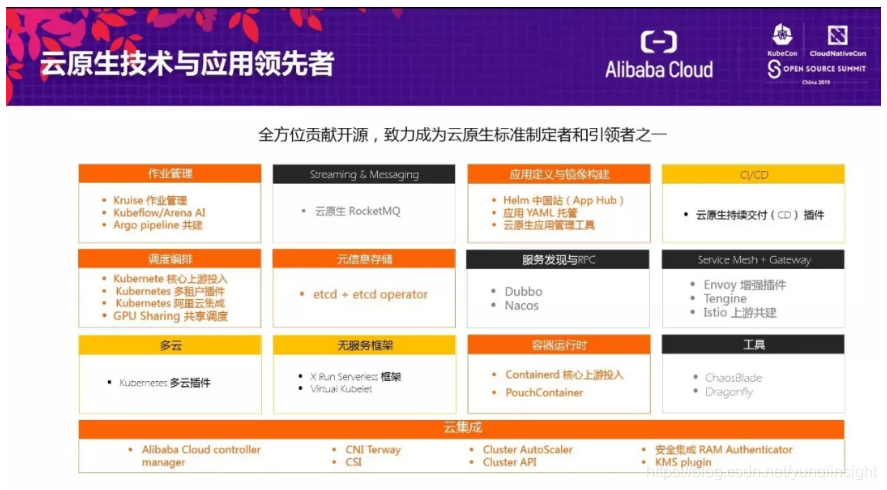 云原生技术与应用领先者
Alibaba Cloud
KubeCon
CloudNativeCon
OPEN SOURCE SUMMIT
China 2019
全方位贡献开源，致力成为云原生标准制定者和引领者之一
作业管理
• Kruise 作业管理
• Kubeflow/Arena AI
• Argo pipeline 共建
Streaming & Messaging
• 云原生 RocketMQ
应用定义与镜像构建
• Helm 中国站（App Hub）
• 应用 YAML 托管
• 云原生应用管理工具
CI/CD
• 云原生持续交付（CD）插件
调度编排
• Kubernete 核心上游投入
• Kubernetes 多租户插件
• Kubernetes 阿里云集成
• GPU Sharing 共享调度
元信息存储
• etcd + etcd operator
服务发现与RPC
• Dubbo
• Nacos
Service Mesh + Gateway
• Envoy 增强插件
• Tengine
• Istio 上游共建
多云
• Kubernetes 多云插件
无服务框架
• X Run Serverless 框架
• Virtual Kubelet
容器运行时
• Containerd 核心上游投入
• PouchContainer
工具
• ChaosBlade
• Dragonfly
云集成
• Alibaba Cloud controller
manager
• CNI Terway
• CSI
• Cluster AutoScaler
• Cluster API
• 安全集成 RAM Authenticator
• KMS plugin
https://blog.csdn.net/yunqiinsight